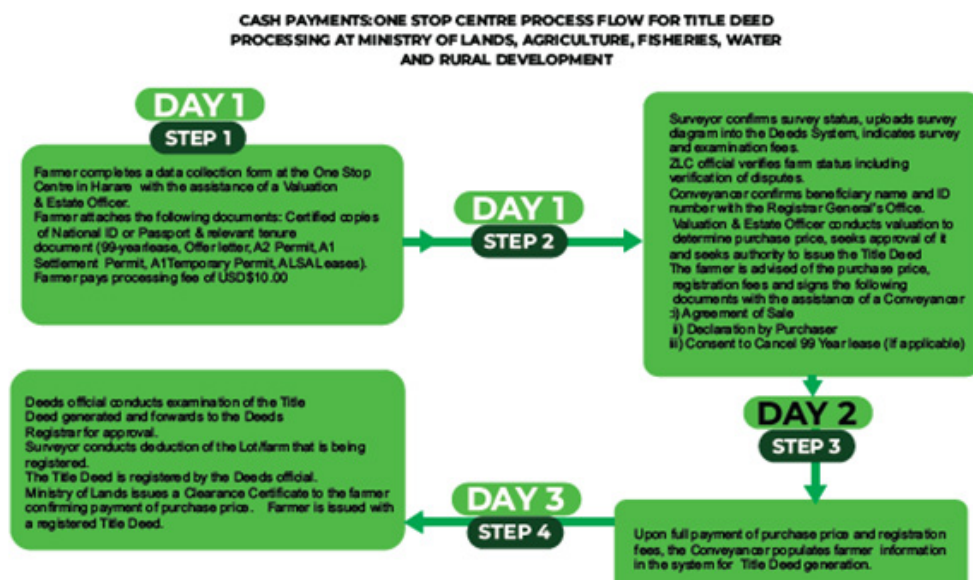 CASH PAYMENTS: ONE STOP CENTRE PROCESS FLOW FOR TITLE DEED
PROCESSING AT MINISTRY OF LANDS, AGRICULTURE, FISHERIES, WATER
AND RURAL DEVELOPMENT
DAY 1
STEP 1
Farmer completes a data collection form at the One Stop
Centre in Harare with the assistance of a Valuation
& Estate Officer.
Farmer attaches the following documents: Certified copies
of National ID or Passport & relevant tenure
document (99-yearlease, Offer letter, A2 Permit, A1
Settlement Permit, A1Temporary Permit, ALSA Leases).
Farmer pays processing fee of USD$10.00
DAY 1
STEP 2
Surveyor confirms survey status, uploads survey
diagram into the Deeds System, indicates survey
and examination fees.
ZLC official verifies farm status including
verification of disputes.
Conveyancer confirms beneficiary name and ID
number with the Registrar General's Office.
Valuation & Estate Officer conducts valuation to
determine purchase price, seeks approval of it
and seeks authority to issue the Title Deed
The farmer is advised of the purchase price,
registration fees and signs the following
documents with the assistance of a Conveyancer
i) Agreement of Sale
ii) Declaration by Purchaser
iii) Consent to Cancel 99 Year lease (If applicable)
DAY 2
STEP 3
Upon full payment of purchase price and registration
fees, the Conveyancer populates farmer information
in the system for Title Deed generation.
DAY 3
STEP 4
Deeds official conducts examination of the Title
Deed generated and forwards to the Deeds
Registrar for approval.
Surveyor conducts deduction of the Lot/farm that is being
registered.
The Title Deed is registered by the Deeds official.
Ministry of Lands issues a Clearance Certificate to the farmer
confirming payment of purchase price. Farmer is issued with
a registered Title Deed.